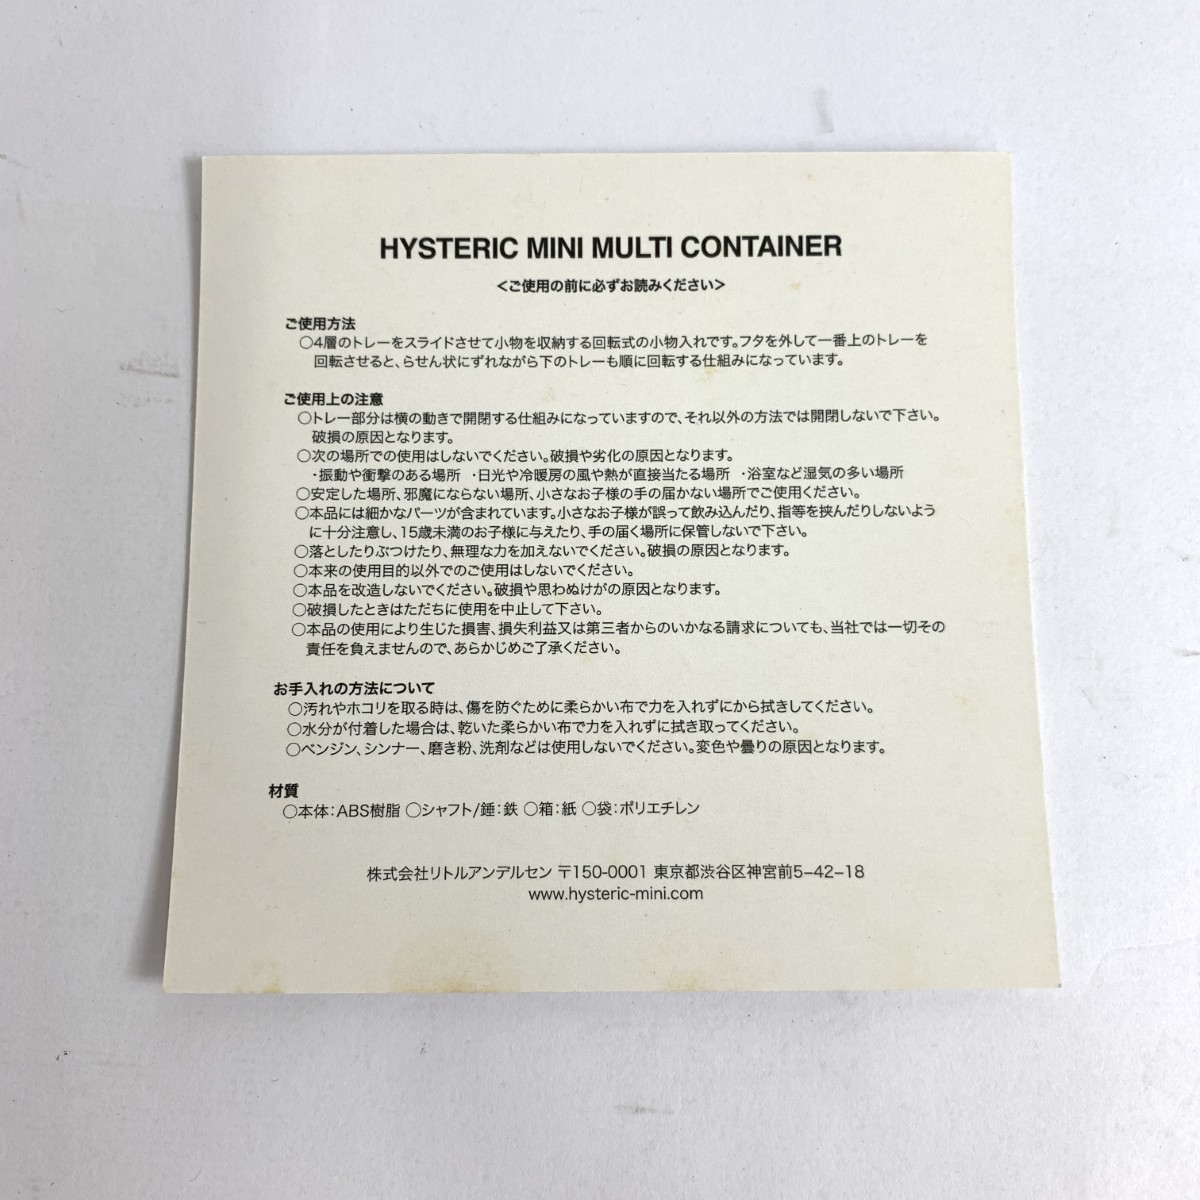 HYSTERIC MINI MULTI CONTAINER
＜ご使用の前に必ずお読みください＞
ご使用方法
○4層のトレーをスライドさせて小物を収納する回転式の小物入れです。フタを外して一番上のトレーを
回転させると、らせん状にずれながら下のトレーも順に回転する仕組みになっています。
ご使用上の注意
○トレー部分は横の動きで開閉する仕組みになっていますので、それ以外の方法では開閉しないで下さい。
破損の原因となります。
○次の場所での使用はしないでください。破損や劣化の原因となります。
・振動や衝撃のある場所 ・日光や冷暖房の風や熱が直接当たる場所 ・浴室など湿気の多い場所
○安定した場所、邪魔にならない場所、小さなお子様の手の届かない場所でご使用ください。
○本品には細かなパーツが含まれています。小さなお子様が誤って飲み込んだり、指等を挟んだりしないよう
に十分注意し、15歳未満のお子様に与えたり、手の届く場所に保管しないで下さい。
○落としたりぶつけたり、無理な力を加えないでください。破損の原因となります。
○本来の使用目的以外でのご使用はしないでください。
○本品を改造しないでください。破損や思わぬけがの原因となります。
○破損したときはただちに使用を中止して下さい。
○本品の使用により生じた損害、損失利益又は第三者からのいかなる請求についても、当社では一切その
責任を負えませんので、あらかじめご了承ください。
お手入れの方法について
○汚れやホコリを取る時は、傷を防ぐために柔らかい布で力を入れずにから拭きしてください。
○水分が付着した場合は、乾いた柔らかい布で力を入れずに拭き取ってください。
○ベンジン、シンナー、磨き粉、洗剤などは使用しないでください。変色や曇りの原因となります。
材質
○本体：ABS樹脂 ○シャフト/錘：鉄 ○箱：紙 ○袋：ポリエチレン
株式会社リトルアンデルセン 〒150-0001 東京都渋谷区神宮前5-42-18
www.hysteric-mini.com